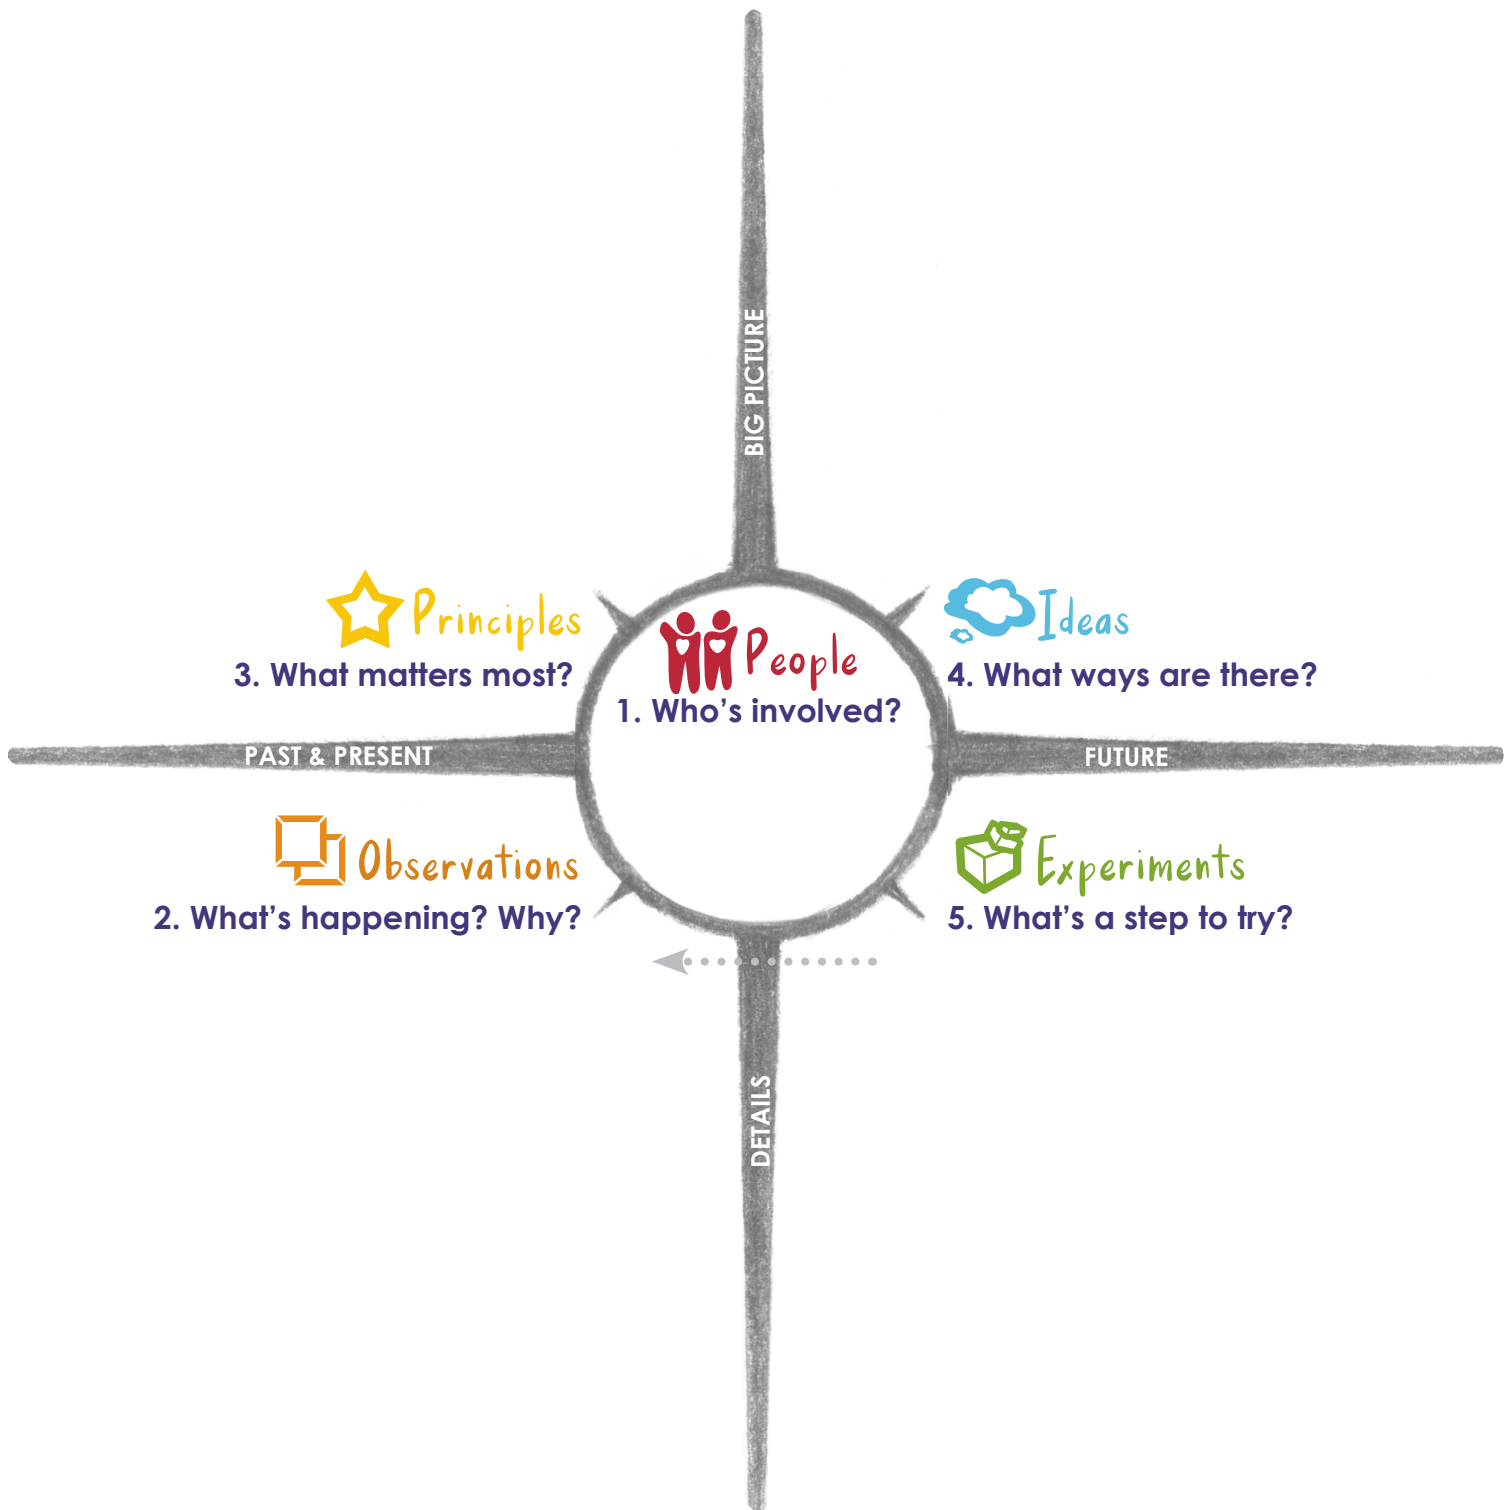 BIG PICTURE
Principles
3. What matters most?
People
1. Who's involved?
Ideas
4. What ways are there?
PAST & PRESENT
FUTURE
Observations
2. What's happening? Why?
Experiments
5. What's a step to try?
DETAILS